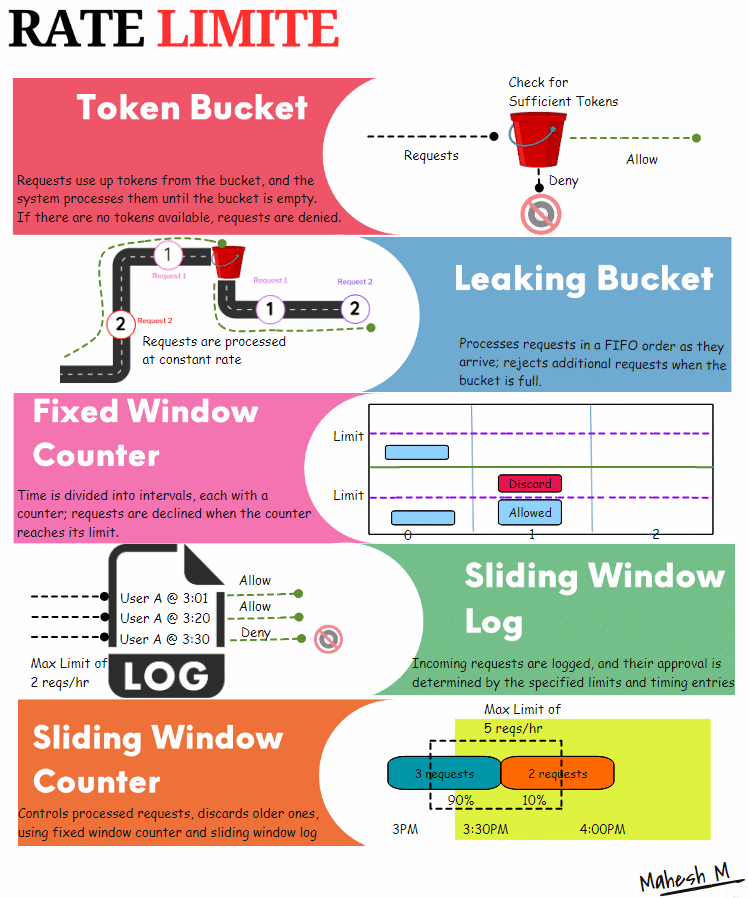 RATE LIMITE
Token Bucket
Requests use up tokens from the bucket, and the
system processes them until the bucket is empty.
If there are no tokens available, requests are denied.
Check for
Sufficient Tokens
Requests
Allow
Deny
1
Request 1
2
Request 2
Request 1
Request 2
1
2
Requests are processed
at constant rate
Leaking Bucket
Processes requests in a FIFO order as they
arrive; rejects additional requests when the
bucket is full.
Fixed Window
Counter
Time is divided into intervals, each with a
counter; requests are declined when the counter
reaches its limit.
Limit
Limit
Discard
Allowed
0
1
2
Allow
User A @ 3:01
Allow
User A @ 3:20
Deny
User A @ 3:30
Max Limit of
2 reqs/hr
LOG
Sliding Window
Log
Incoming requests are logged, and their approval is
determined by the specified limits and timing entries
Sliding Window
Counter
Controls processed requests, discards older ones,
using fixed window counter and sliding window log
Max Limit of
5 reqs/hr
3 requests
2 requests
90%
10%
3PM
3:30PM
4:00PM
Mahesh M